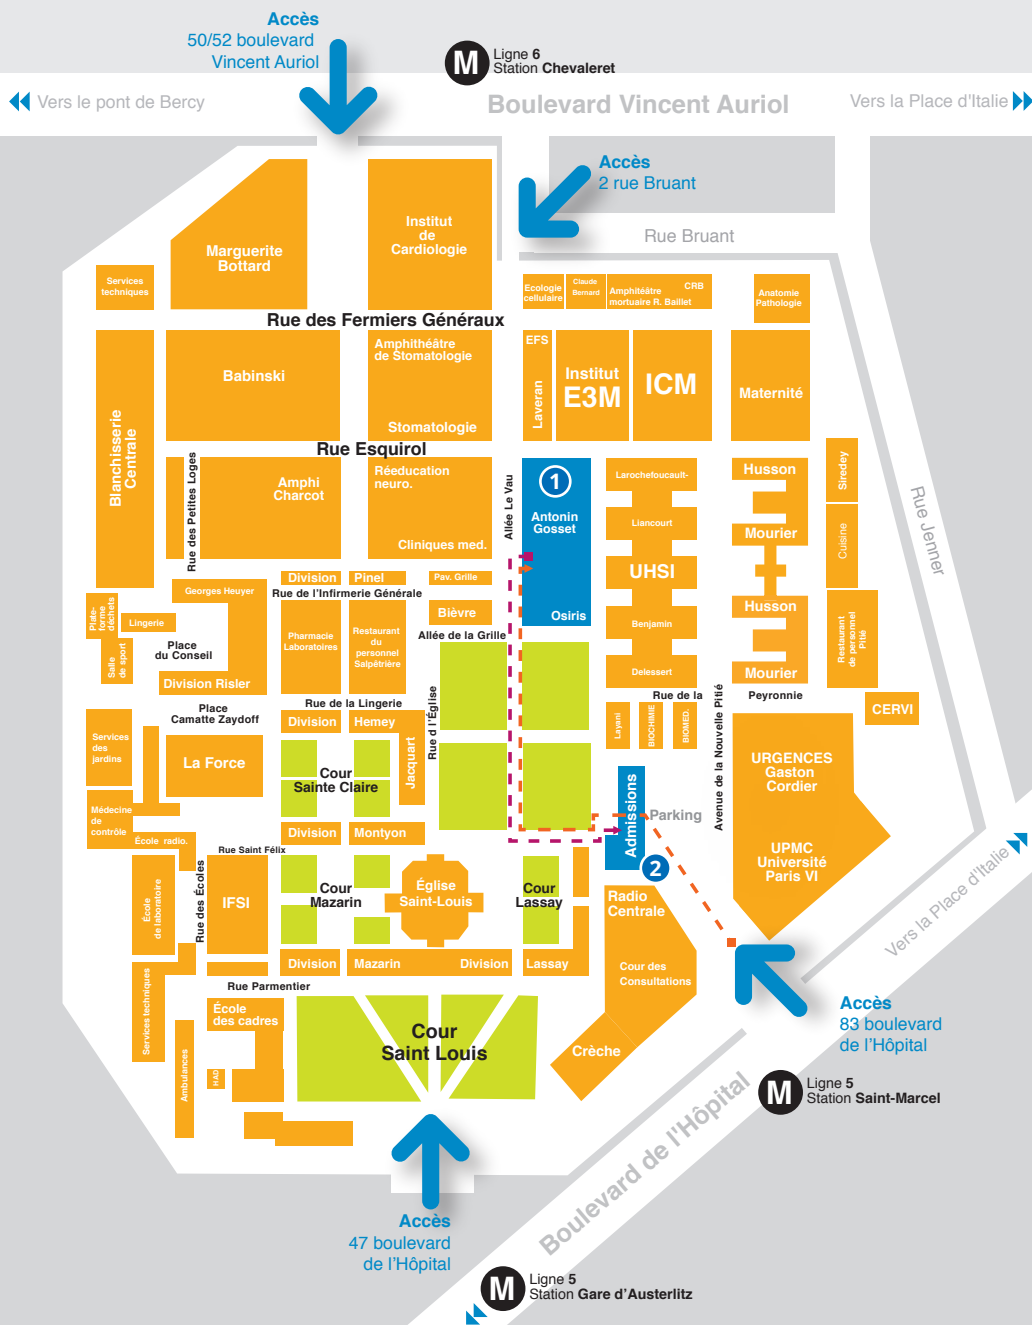 Accès
50/52 boulevard
Vincent Auriol
M
Ligne 6
Station Chevaleret
Vers le pont de Bercy
Boulevard Vincent Auriol
Vers la Place d'Italie
Accès
2 rue Bruant
Rue Bruant
Marguerite
Bottard
Institut
de
Cardiologie
Services
techniques
Ecologie
cellulaire
Claude
Bernard
Amphitéâtre
mortuaire R. Baillet
CRB
Anatomie
Pathologie
Rue des Fermiers Généraux
Babinski
Amphithéâtre
de Stomatologie
Stomatologie
EFS
Laveran
Institut
E3M
ICM
Maternité
Blanchisserie
Centrale
Rue Esquirol
Rue des Petites Loges
Amphi
Charcot
Rééducation
neuro.
Cliniques med.
Allée Le Vau
1
Antonin
Gosset
Osiris
Larochefoucault-
Liancourt
UHSI
Benjamin
Delessert
Husson
Mourier
Husson
Mourier
Siredey
Cuisine
Restaurant
de personnel
Pitié
Rue Jenner
Georges Heuyer
Division
Pinel
Pav. Grille
Rue de l'Infirmerie Générale
Plate-
forme
déchets
Lingerie
Salle
de sport
Place
du Conseil
Division Risler
Pharmacie
Laboratoires
Restaurant
du
personnel
Salpêtrière
Bièvre
Allée de la Grille
Place
Camatte Zaydoff
Rue de la Lingerie
Rue d l'Église
Rue de la
Peyronnie
Avenue de la Nouvelle Pitié
CERVI
Services
des
jardins
La Force
Division
Hemey
Jacquart
Cour
Sainte Claire
Layani
BIOCHIMIE
BIOMED.
URGENCES
Gaston
Cordier
UPMC
Université
Paris VI
Médecine
de
contrôle
École radio.
Division
Montyon
Admissions
Parking
2
Rue Saint Félix
Rue des Écoles
École
de laboratoire
IFSI
Cour
Mazarin
Église
Saint-Louis
Cour
Lassay
Radio
Centrale
Cour des
Consultations
Crèche
Vers la Place d'Italie
Division
Mazarin
Division
Lassay
Rue Parmentier
Services techniques
École
des cadres
Ambulances
HAD
Cour
Saint Louis
Accès
83 boulevard
de l'Hôpital
M
Ligne 5
Station Saint-Marcel
Boulevard de l'Hôpital
Accès
47 boulevard
de l'Hôpital
M
Ligne 5
Station Gare d'Austerlitz